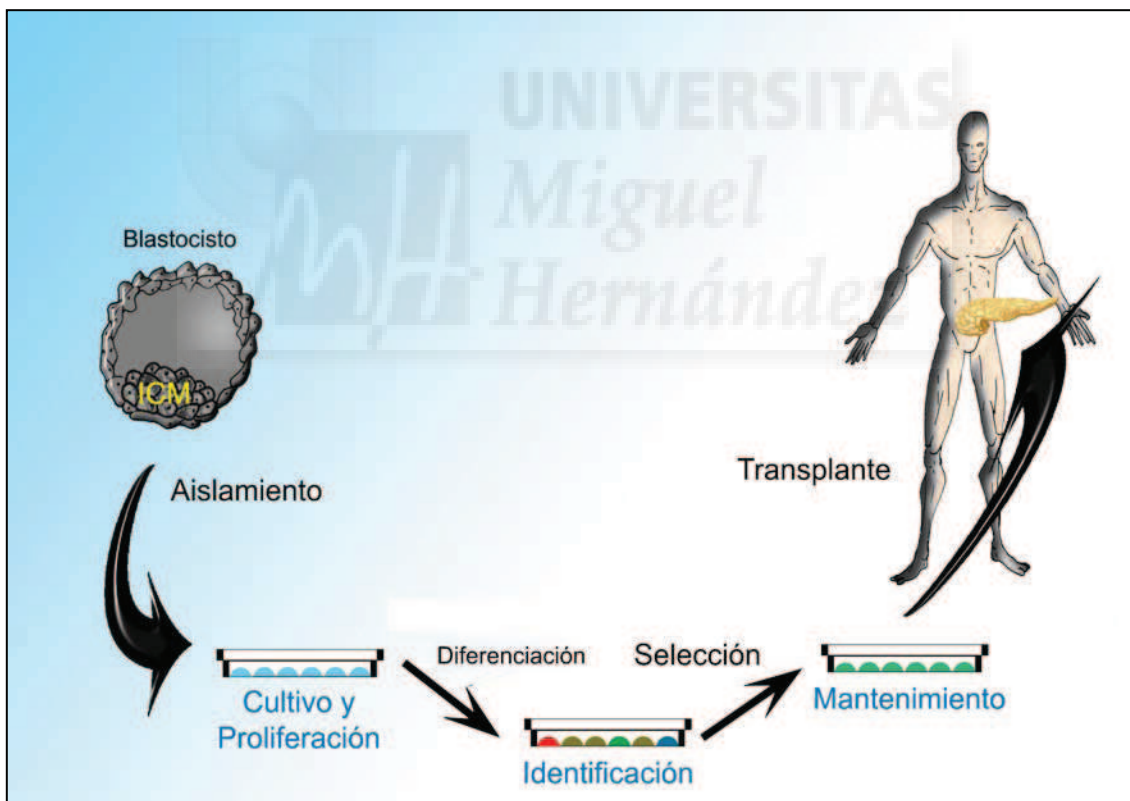 UNIVERSITAS
Miguel
Hernández
Blastocisto
ICM
Aislamiento
Transplante
Cultivo y
Proliferación
Diferenciación
Identificación
Selección
Mantenimiento